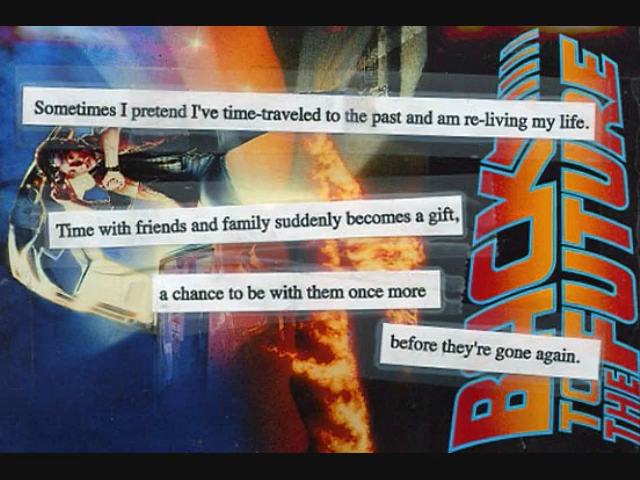 Sometimes I pretend I've time-traveled to the past and am re-living my life.
Time with friends and family suddenly becomes a gift,
a chance to be with them once more
before they're gone again.
BACK
TO THE
FUTURE